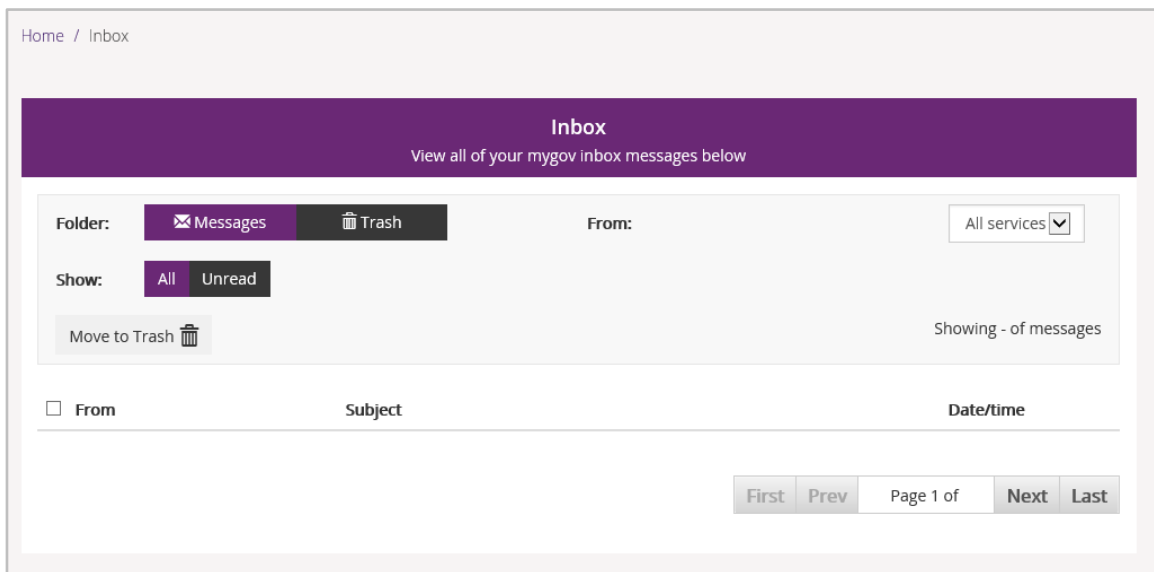 Home / Inbox
Inbox
View all of your mygov inbox messages below
Folder: Messages Trash From: All services
Show: All Unread
Move to Trash Showing - of messages
From Subject Date/time
First Prev Page 1 of Next Last